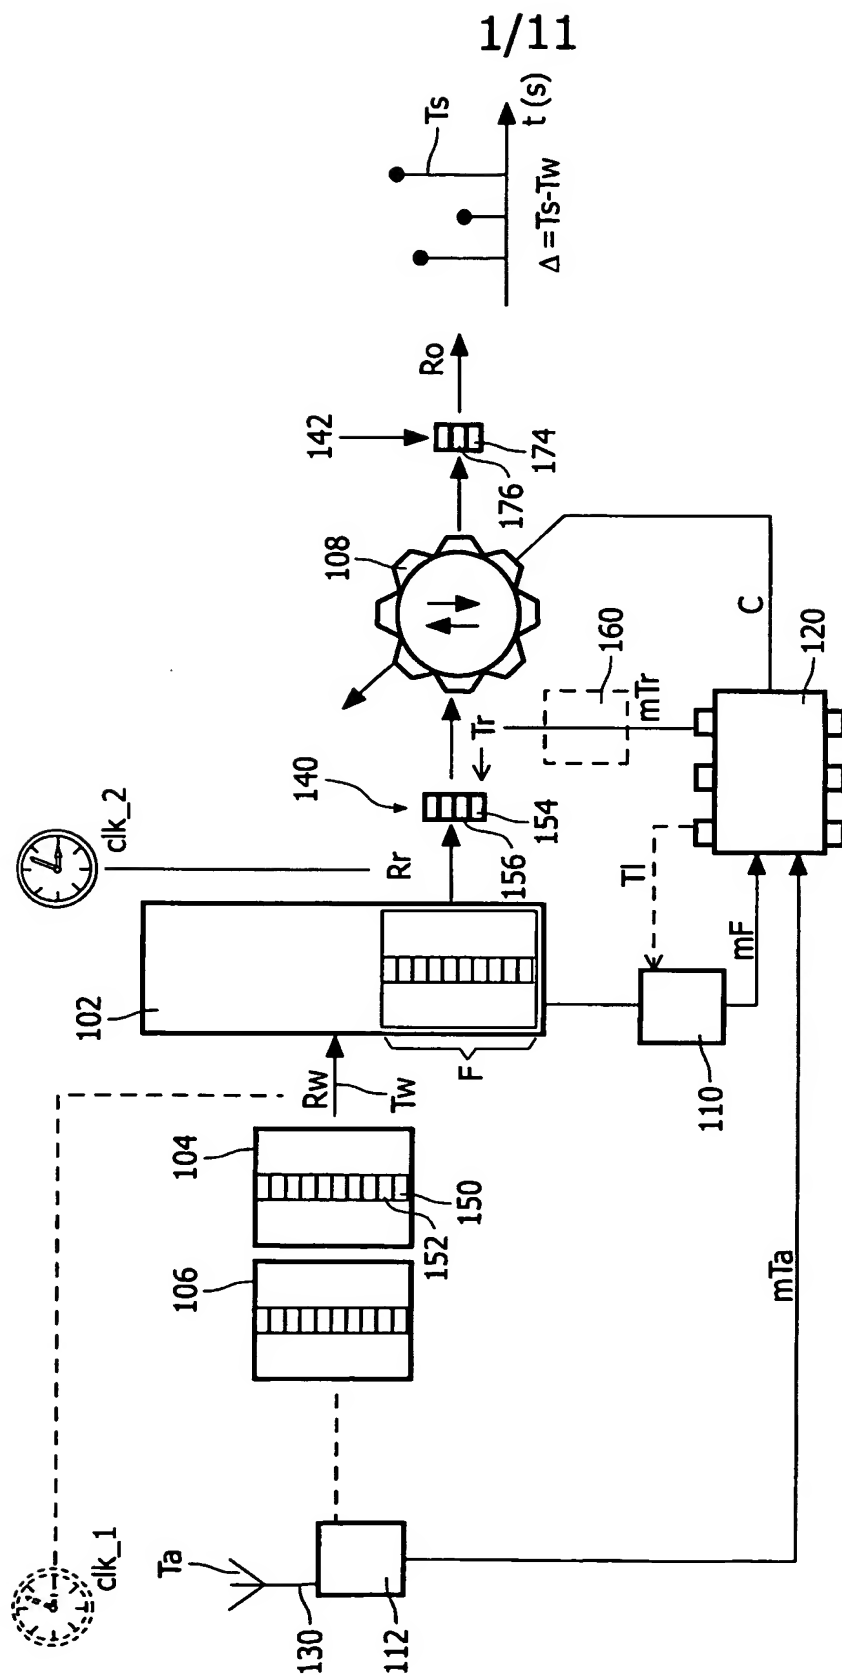 1/11
Ts
t(s)
Δ=Ts-Tw
Ro
142
174
176
108
C
120
160
mTr
Tr
140
154
156
clk_2
Rr
Tl
mF
102
F
110
Rw
Tw
104
150
152
106
mTa
clk_1
Ta
130
112